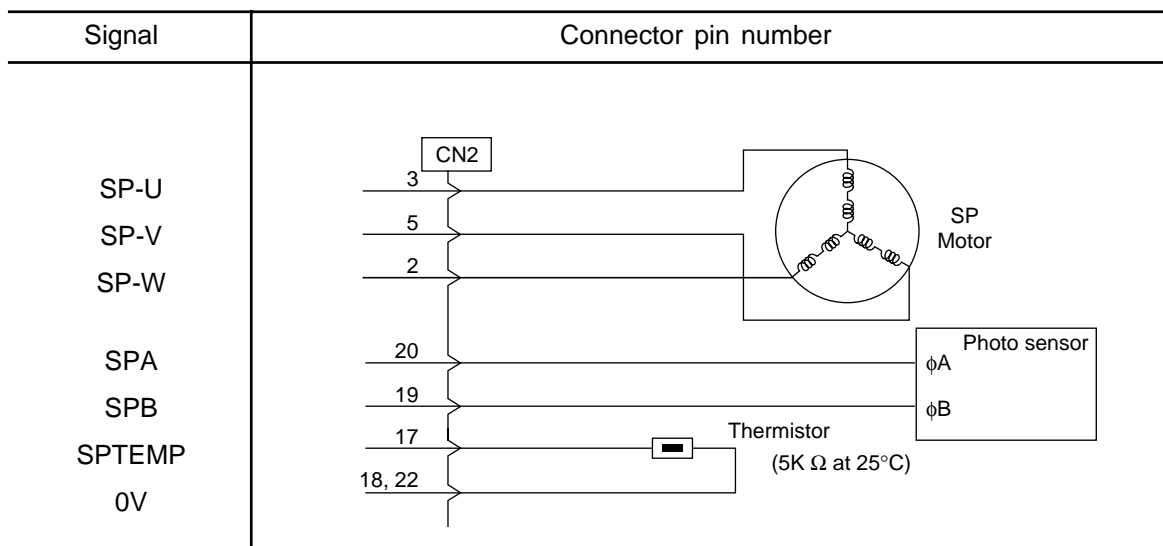 Signal Connector pin number
CN2
SP-U 3
SP-V 5 SP
Motor
SP-W 2
SPA 20 Photo sensor
ϕA
SPB 19 ϕB
SPTEMP 17 Thermistor
(5K Ω at 25°C)
0V 18, 22